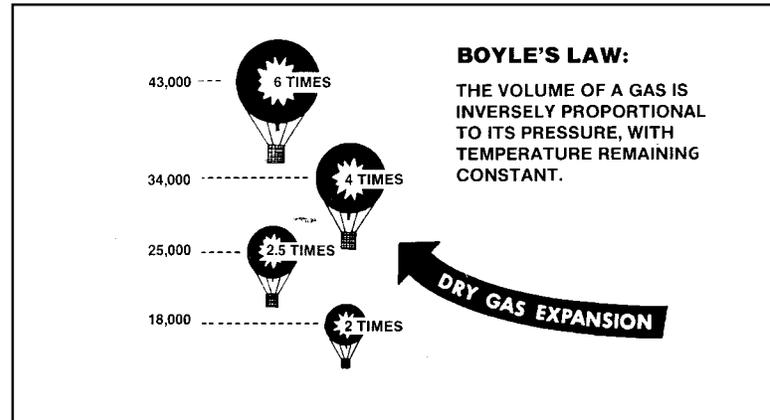 BOYLE'S LAW:
THE VOLUME OF A GAS IS
INVERSELY PROPORTIONAL
TO ITS PRESSURE, WITH
TEMPERATURE REMAINING
CONSTANT.
43,000
6 TIMES
34,000
4 TIMES
25,000
2.5 TIMES
18,000
2 TIMES
DRY GAS EXPANSION